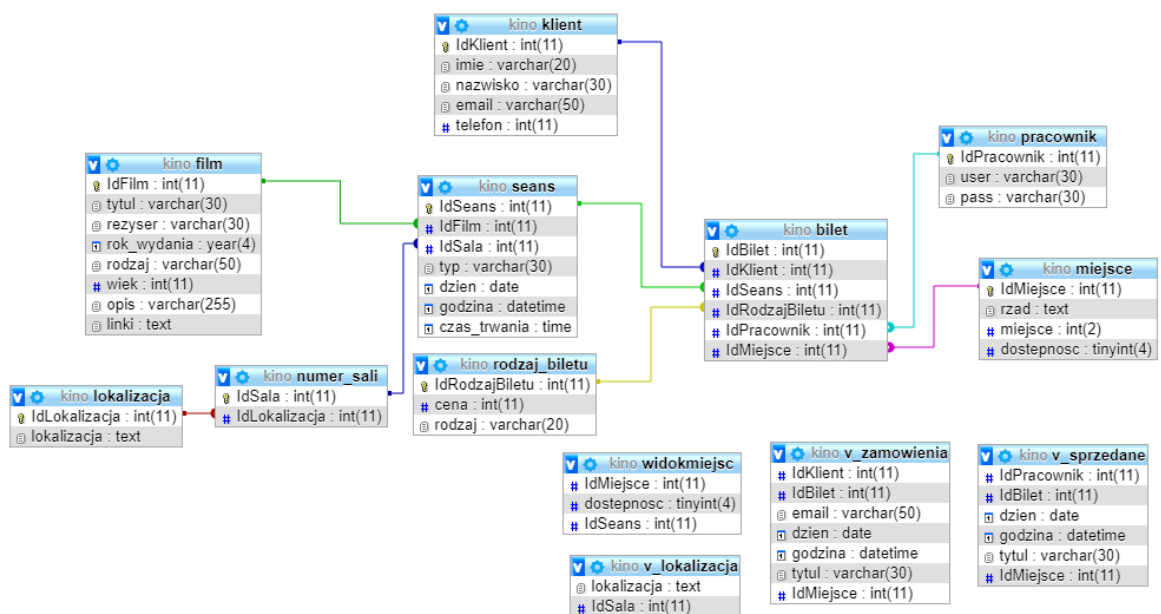 kino klient
IdKlient : int(11)
imie : varchar(20)
nazwisko : varchar(30)
email : varchar(50)
telefon : int(11)
kino film
IdFilm : int(11)
tytul : varchar(30)
rezyser : varchar(30)
rok_wydania : year(4)
rodzaj : varchar(50)
wiek : int(11)
opis : varchar(255)
linki : text
kino seans
IdSeans : int(11)
IdFilm : int(11)
IdSala : int(11)
typ : varchar(30)
dzien : date
godzina : datetime
czas_trwania : time
kino pracownik
IdPracownik : int(11)
user : varchar(30)
pass : varchar(30)
kino bilet
IdBilet : int(11)
IdKlient : int(11)
IdSeans : int(11)
IdRodzajBiletu : int(11)
IdPracownik : int(11)
IdMiejsce : int(11)
kino miejsce
IdMiejsce : int(11)
rzad : text
miejsce : int(2)
dostepnosc : tinyint(4)
kino lokalizacja
IdLokalizacja : int(11)
lokalizacja : text
kino numer_sali
IdSala : int(11)
IdLokalizacja : int(11)
kino rodzaj_biletu
IdRodzajBiletu : int(11)
cena : int(11)
rodzaj : varchar(20)
kino widokmiejsc
IdMiejsce : int(11)
dostepnosc : tinyint(4)
IdSeans : int(11)
kino v_zamowienia
IdKlient : int(11)
IdBilet : int(11)
email : varchar(50)
dzien : date
godzina : datetime
tytul : varchar(30)
IdMiejsce : int(11)
kino v_sprzedane
IdPracownik : int(11)
IdBilet : int(11)
dzien : date
godzina : datetime
tytul : varchar(30)
IdMiejsce : int(11)
kino v_lokalizacja
lokalizacja : text
IdSala : int(11)